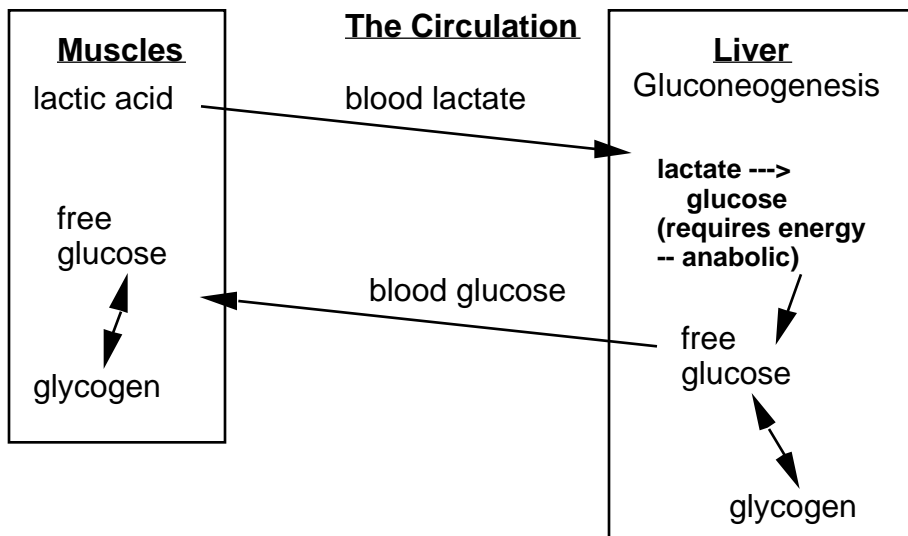 The Circulation
Muscles
lactic acid
free
glucose
glycogen
blood lactate
blood glucose
Liver
Gluconeogenesis
lactate --->
glucose
(requires energy
-- anabolic)
free
glucose
glycogen